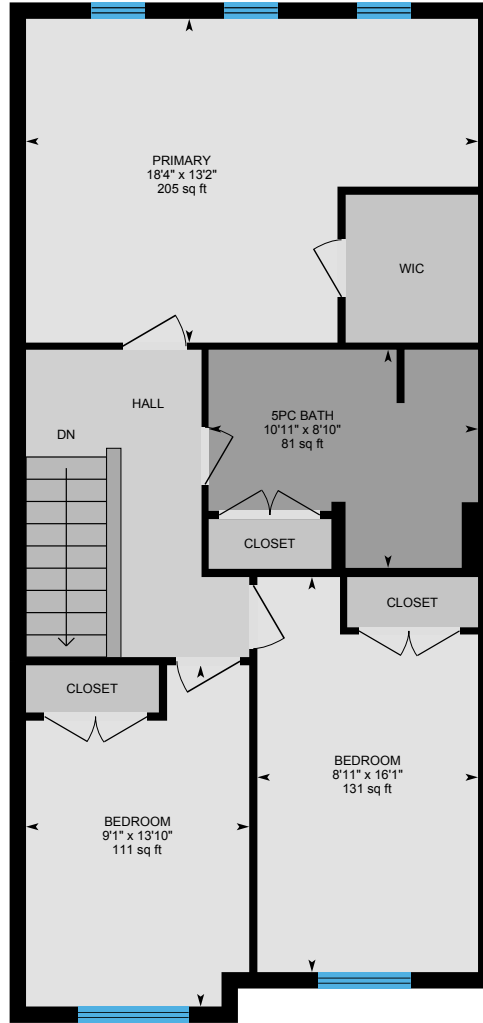 PRIMARY
18'4" x 13'2"
205 sq ft
WIC
HALL
DN
5PC BATH
10'11" x 8'10"
81 sq ft
CLOSET
CLOSET
CLOSET
BEDROOM
8'11" x 16'1"
131 sq ft
BEDROOM
9'1" x 13'10"
111 sq ft